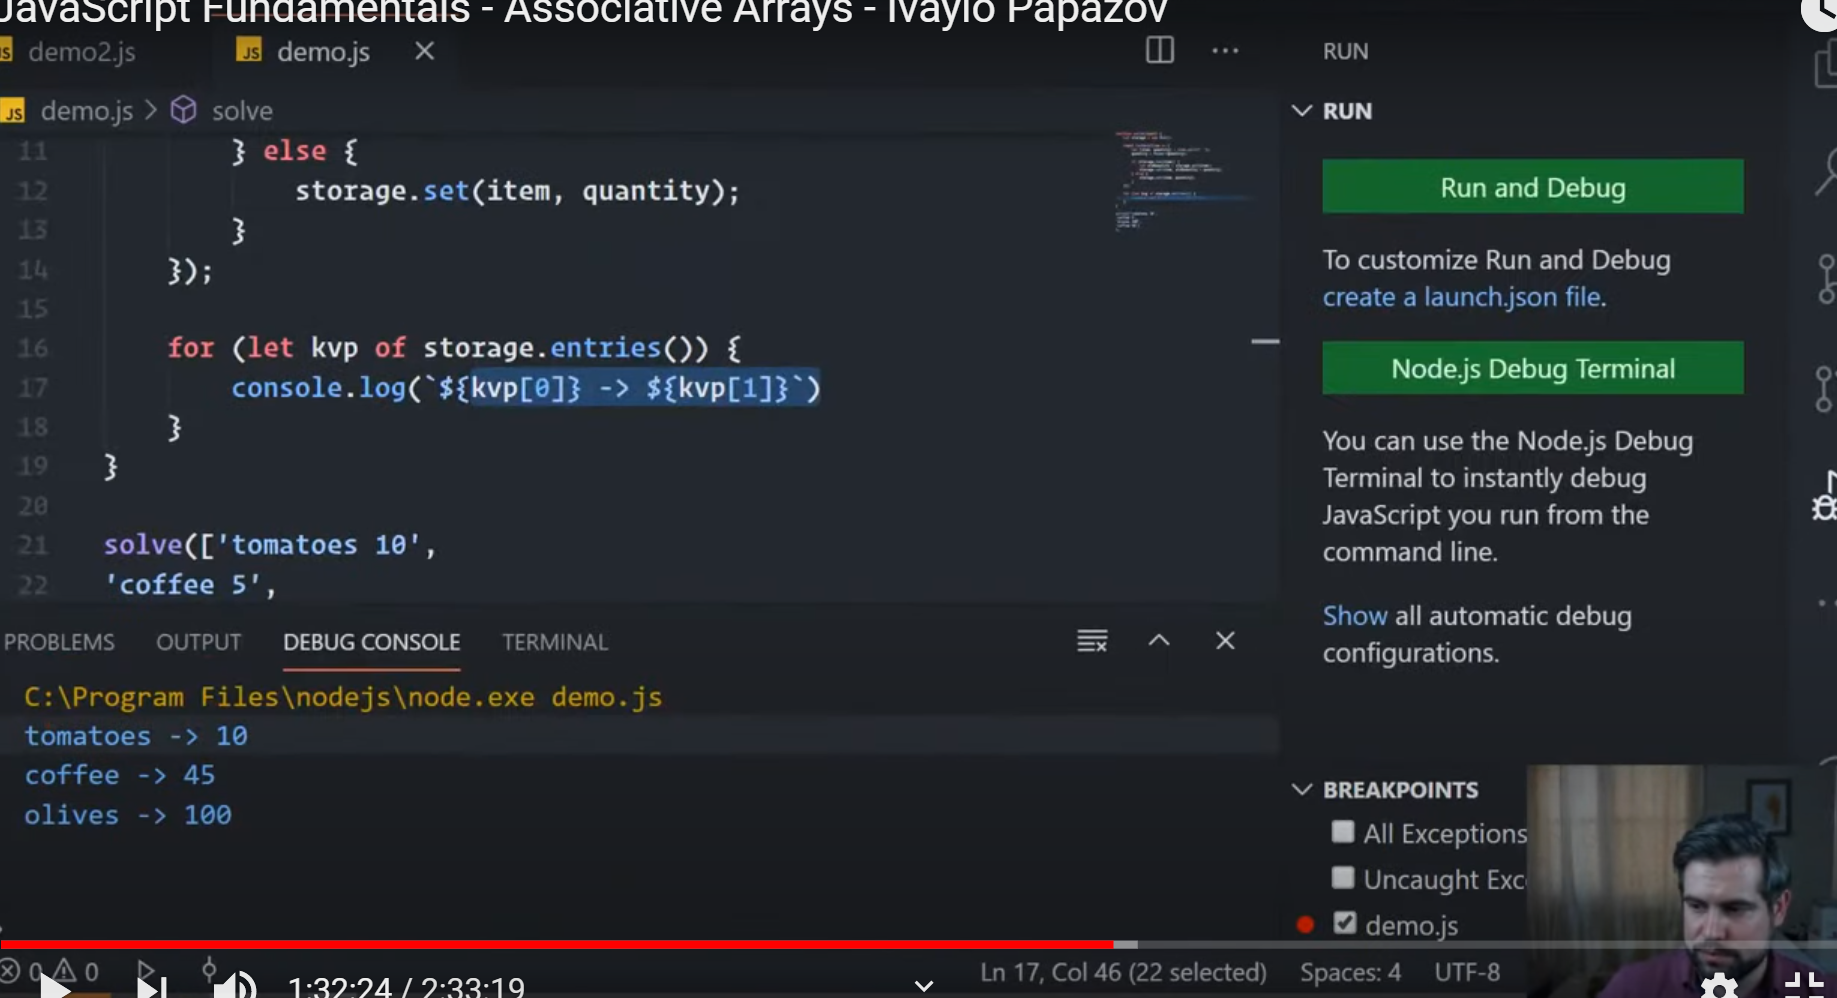 JavaScript Fundamentals - Associative Arrays - Ivaylo Papazov
JS demo2.js
JS demo.js
RUN
JS demo.js > solve
RUN
11 } else {
12 storage.set(item, quantity);
13 }
14 });
15
16 for (let kvp of storage.entries()) {
17 console.log(`${kvp[0]} -> ${kvp[1]}`)
18 }
19 }
20
21 solve(['tomatoes 10',
22 'coffee 5',
Run and Debug
To customize Run and Debug
create a launch.json file.
Node.js Debug Terminal
You can use the Node.js Debug
Terminal to instantly debug
JavaScript you run from the
command line.
Show all automatic debug
configurations.
PROBLEMS OUTPUT DEBUG CONSOLE TERMINAL
C:\Program Files\nodejs\node.exe demo.js
tomatoes -> 10
coffee -> 45
olives -> 100
BREAKPOINTS
All Exceptions
Uncaught Exc
demo.js
0 0
Ln 17, Col 46 (22 selected) Spaces: 4 UTF-8
1:32:24 / 2:33:19